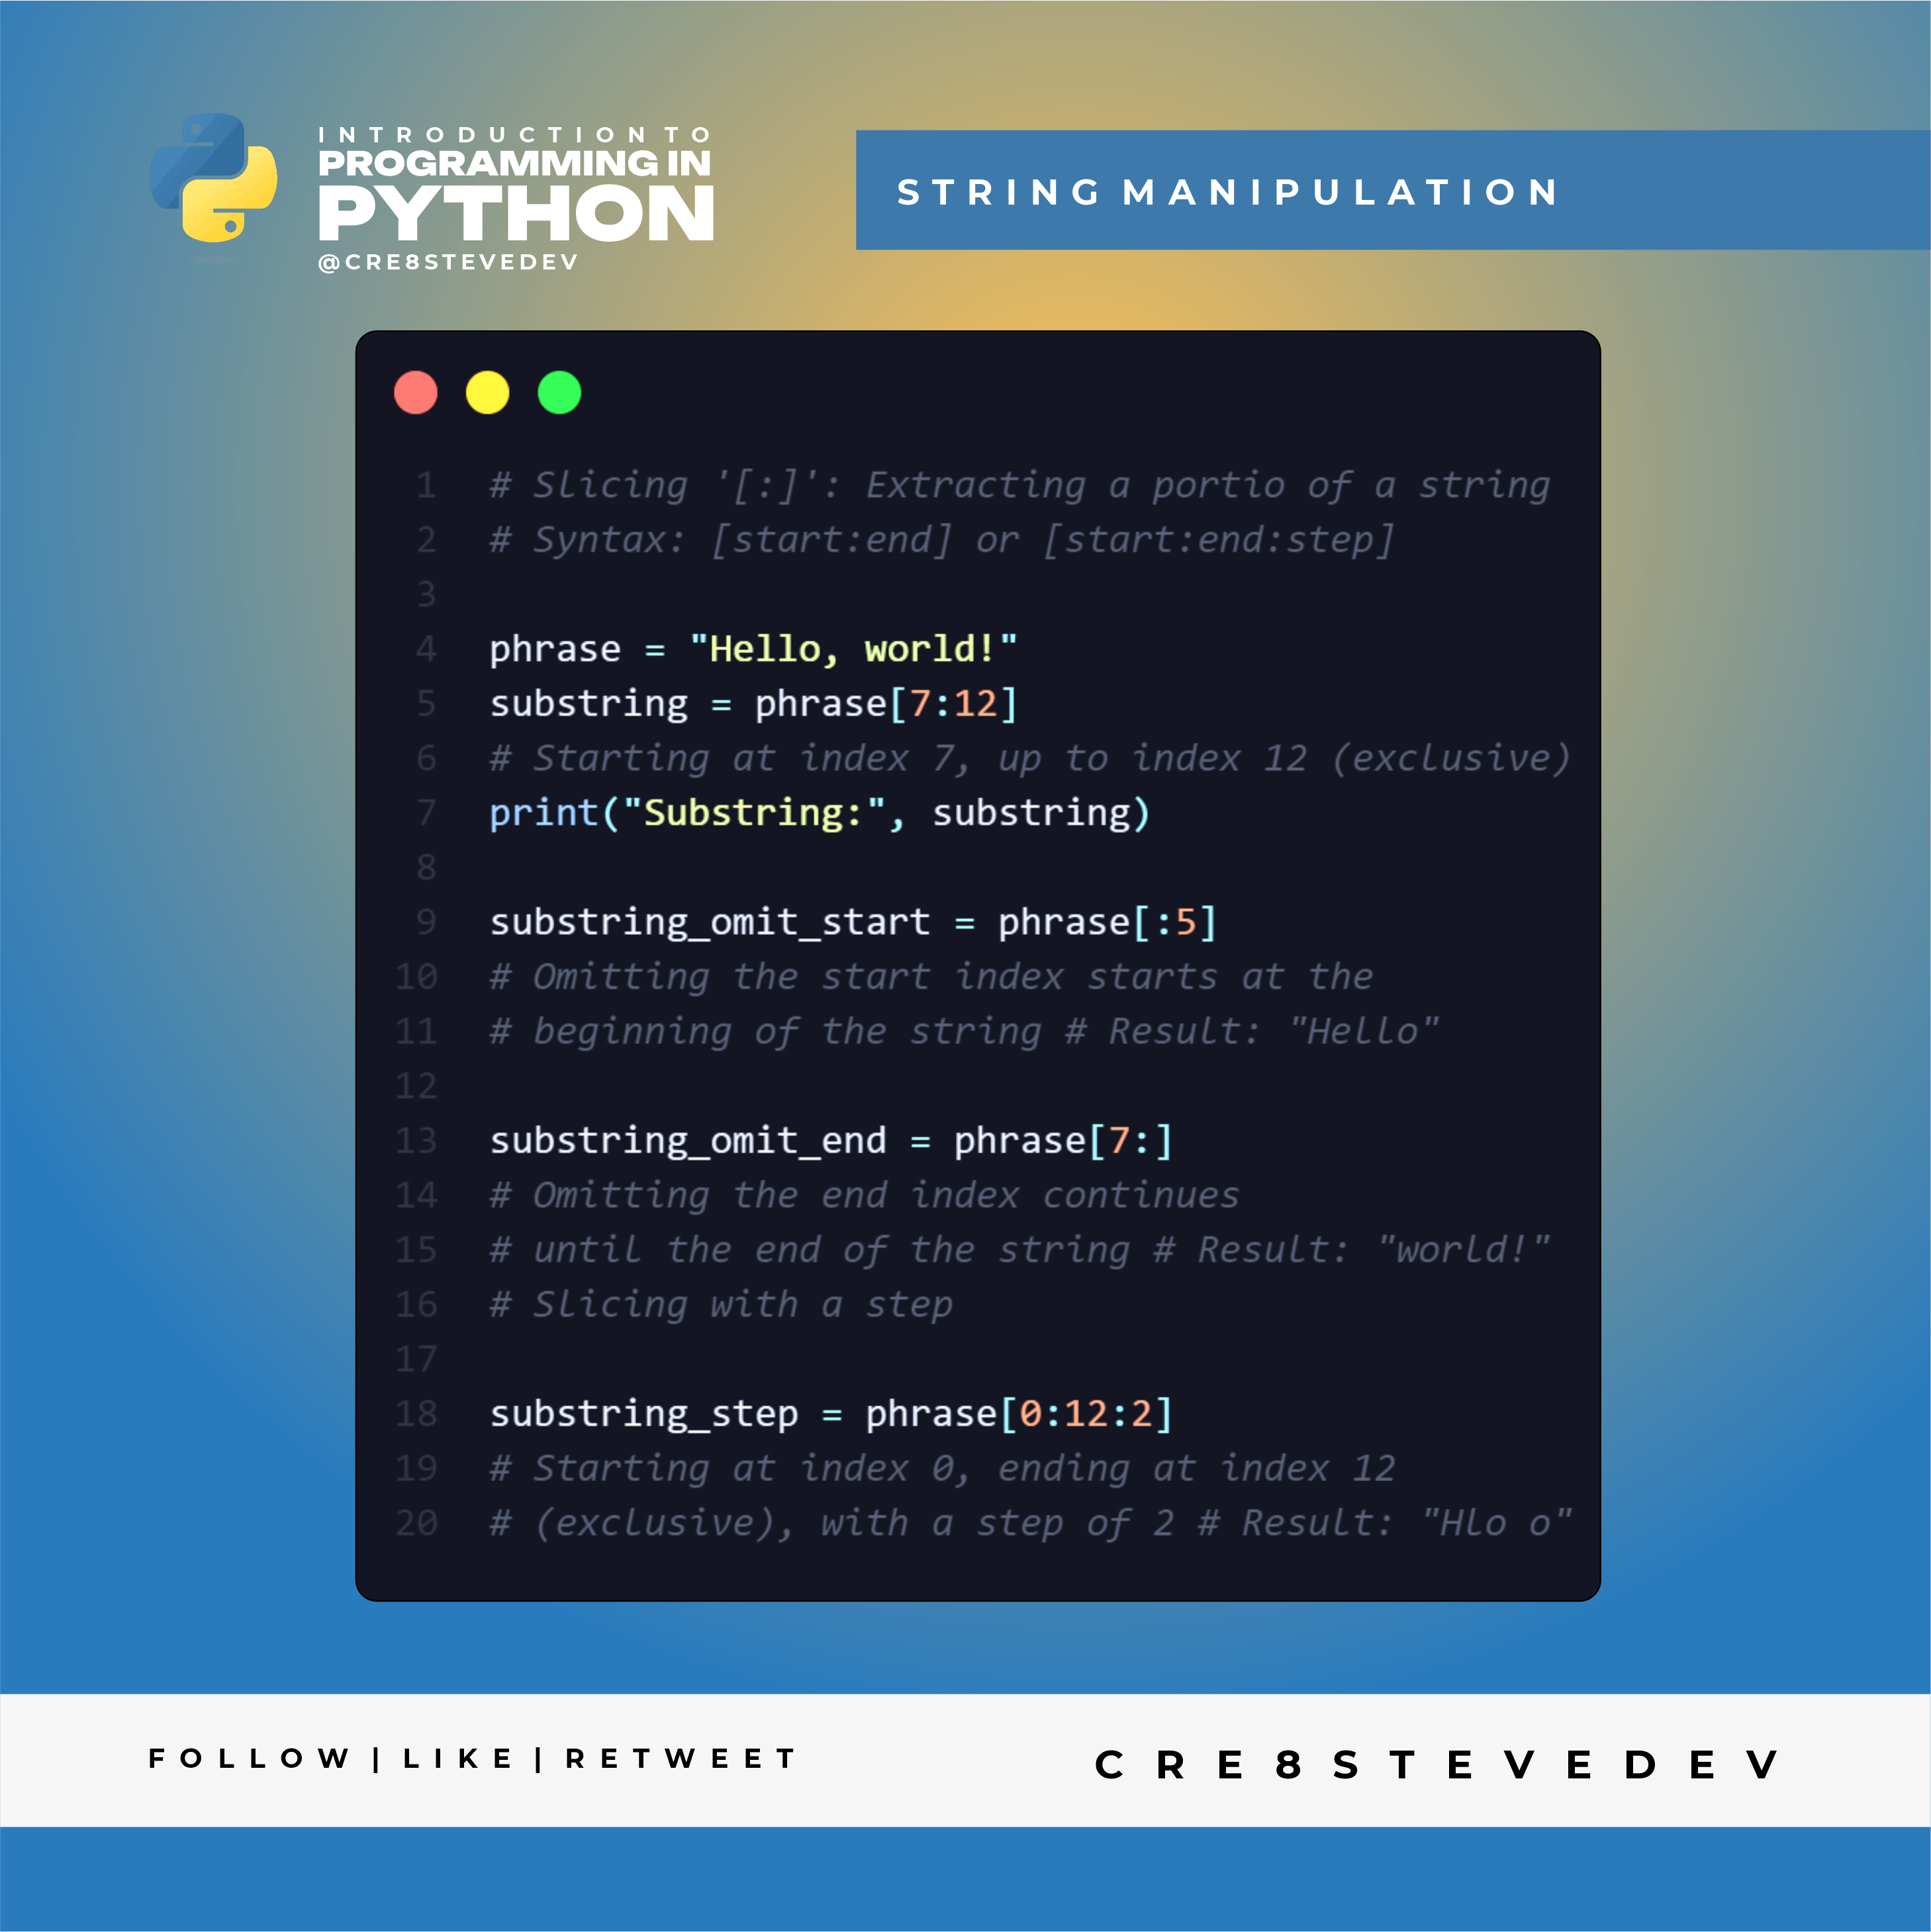 INTRODUCTION TO
PROGRAMMING IN
PYTHON
@CRE8STEVEDEV
STRING MANIPULATION
1 # Slicing '[:]': Extracting a portio of a string
2 # Syntax: [start:end] or [start:end:step]
3
4 phrase = "Hello, world!"
5 substring = phrase[7:12]
6 # Starting at index 7, up to index 12 (exclusive)
7 print("Substring:", substring)
8
9 substring_omit_start = phrase[:5]
10 # Omitting the start index starts at the
11 # beginning of the string # Result: "Hello"
12
13 substring_omit_end = phrase[7:]
14 # Omitting the end index continues
15 # until the end of the string # Result: "world!"
16 # Slicing with a step
17
18 substring_step = phrase[0:12:2]
19 # Starting at index 0, ending at index 12
20 # (exclusive), with a step of 2 # Result: "Hlo o"
FOLLOW | LIKE | RETWEET
CRE8STEVEDEV